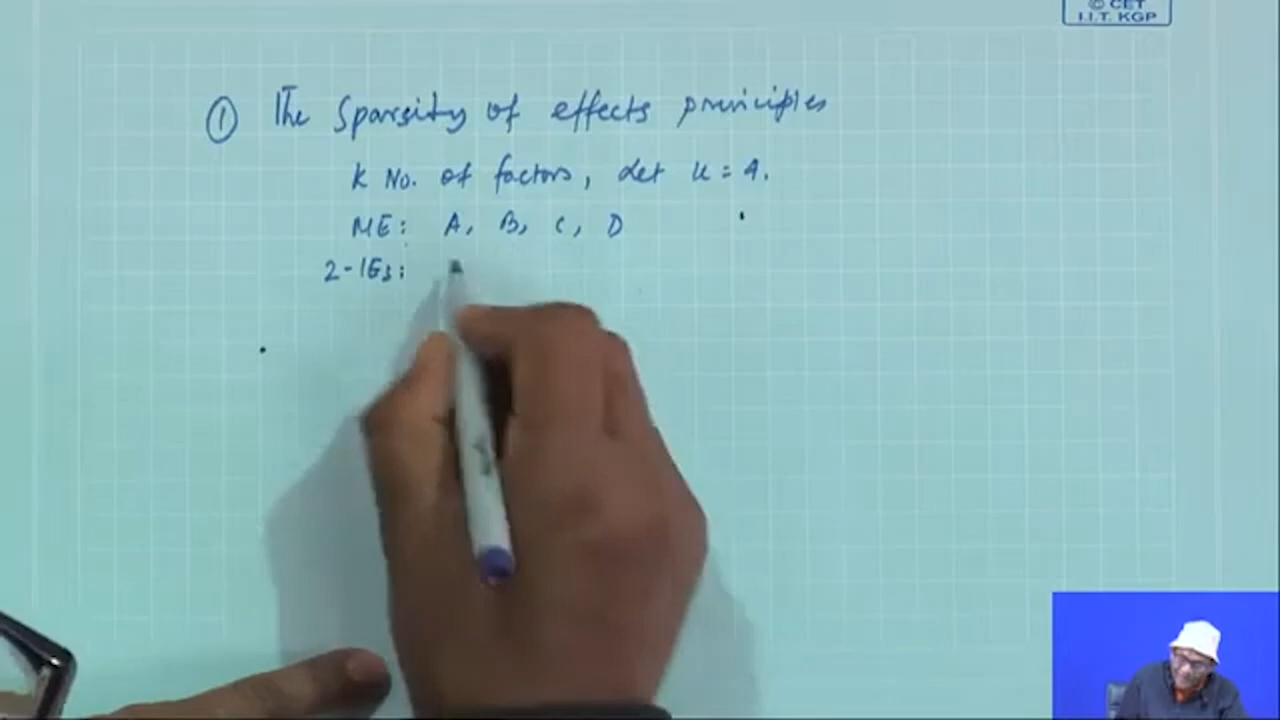 © CET
I.I.T. KGP
① The Sparsity of effects principles
K No. of factors, Let k = 4.
ME: A, B, C, D
2-IEs: